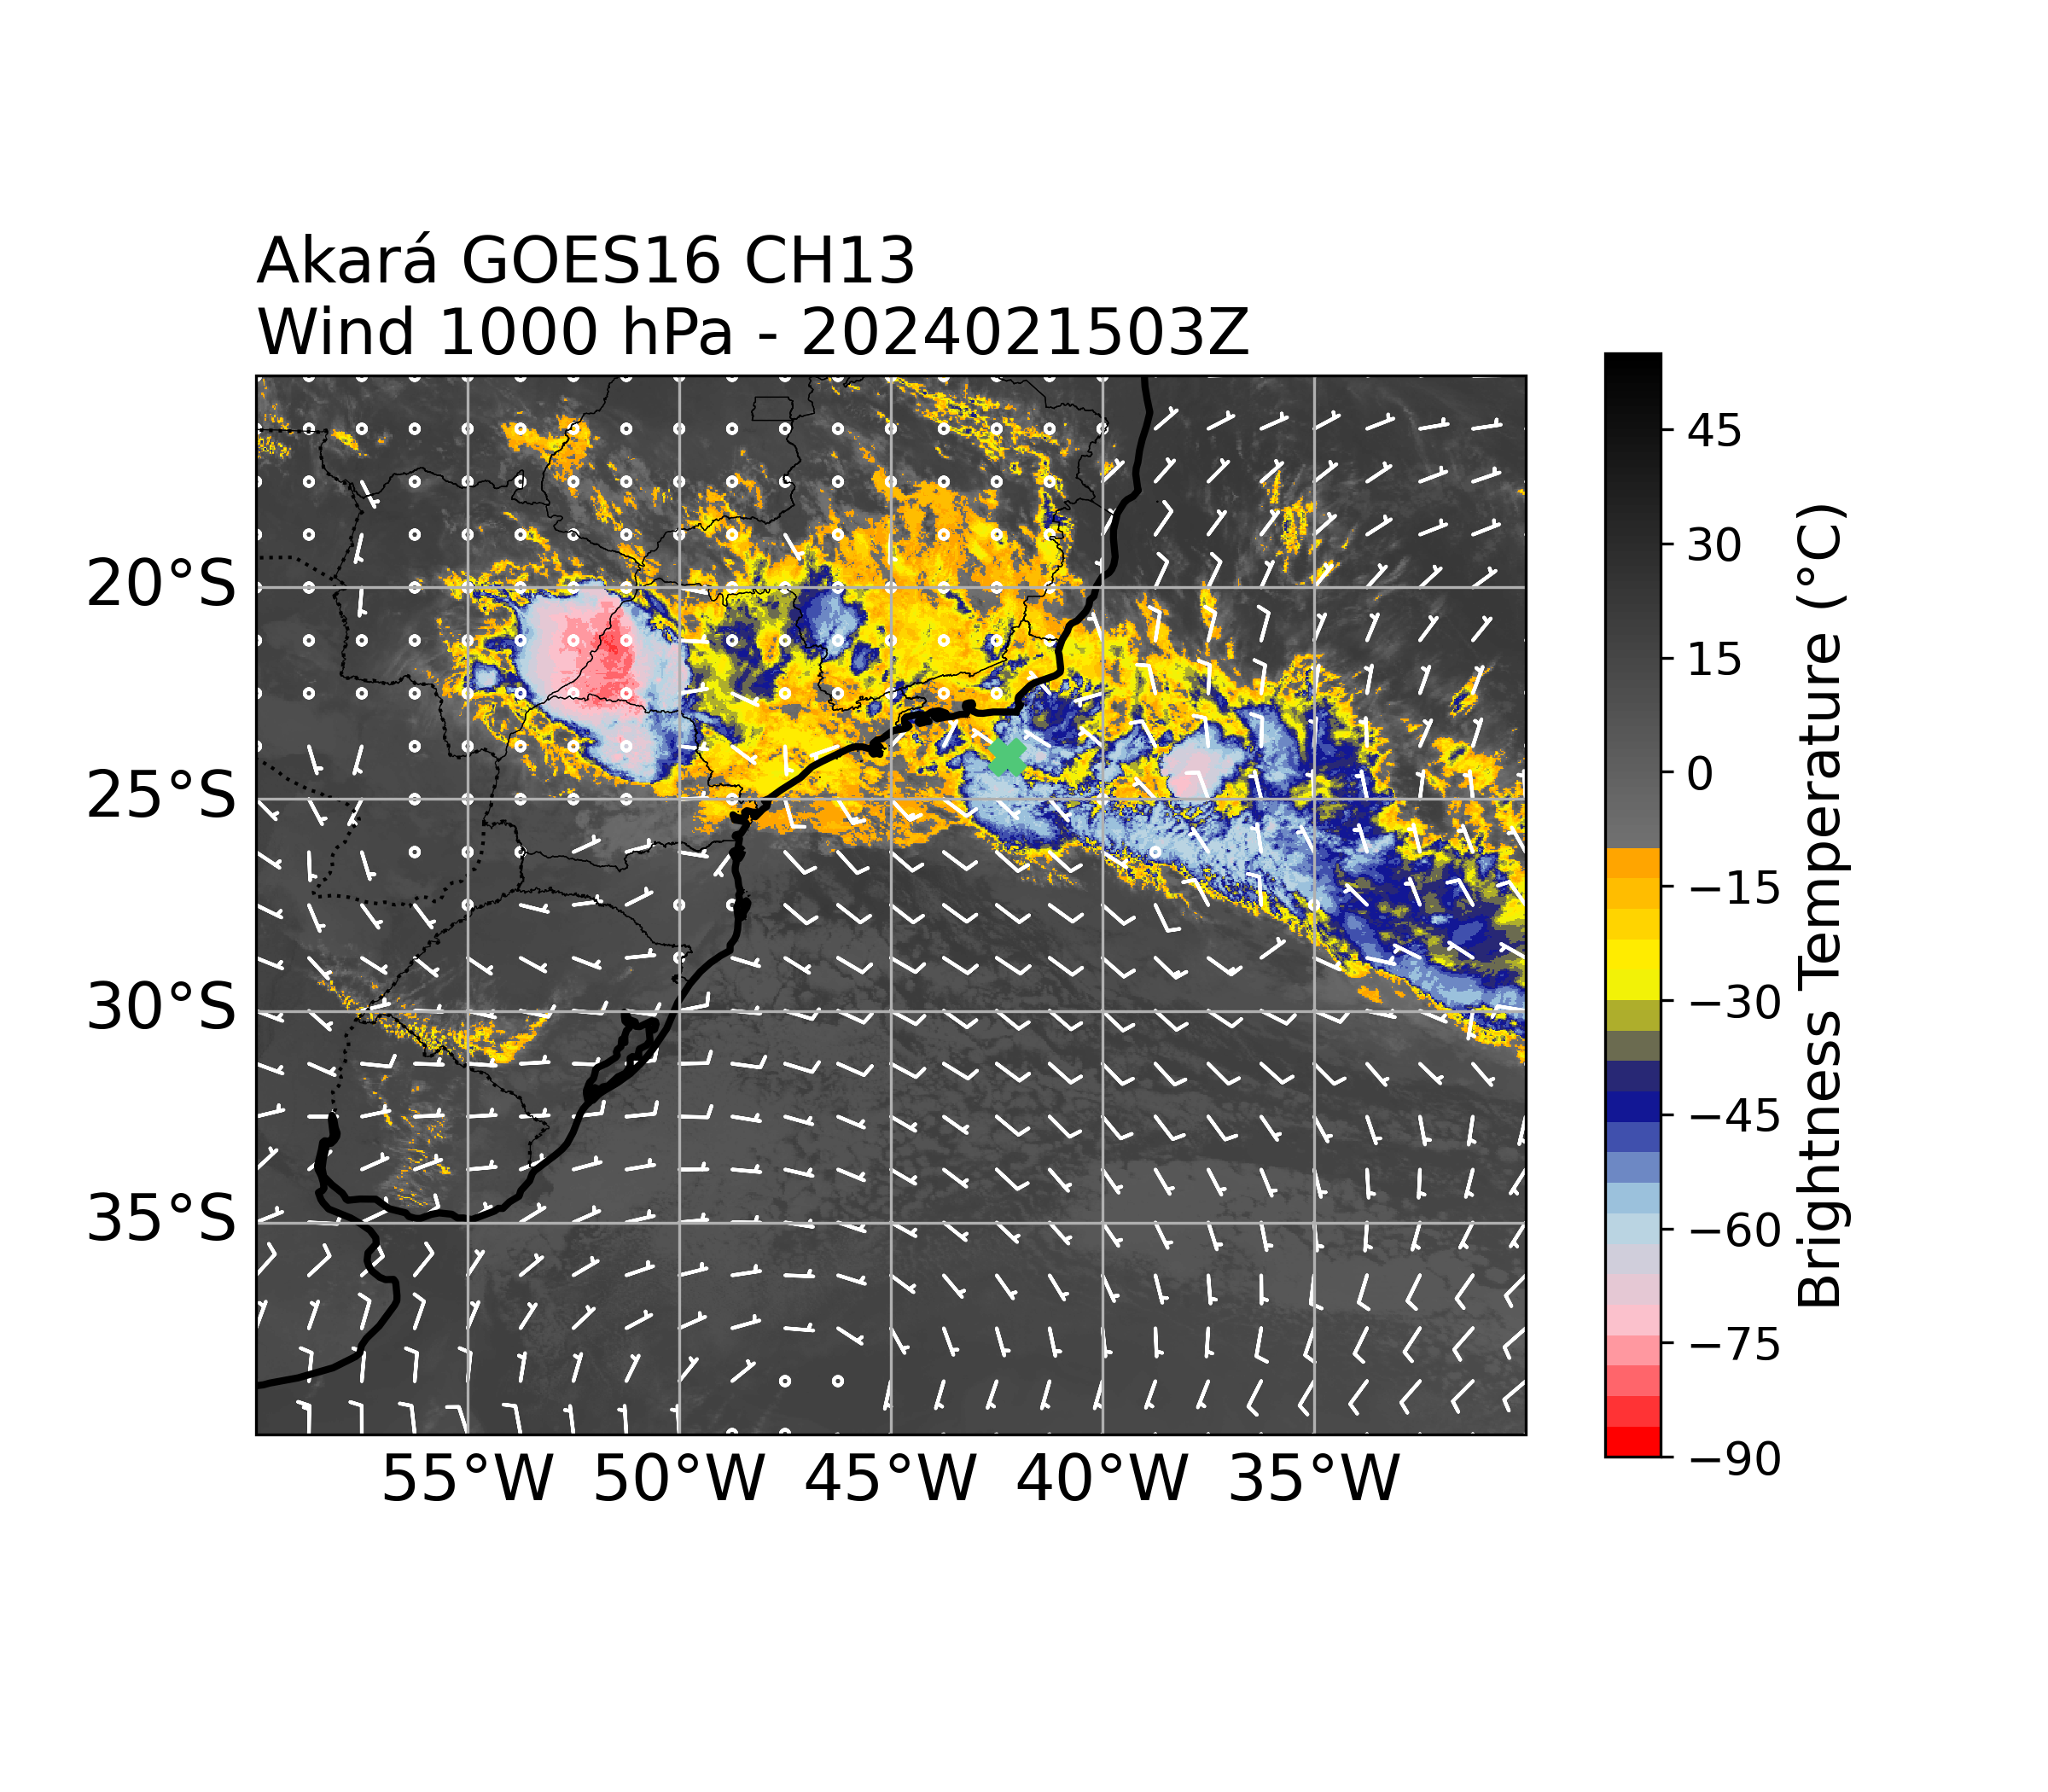 Akará GOES16 CH13
Wind 1000 hPa - 2024021503Z
20°S
25°S
30°S
35°S
55°W 50°W 45°W 40°W 35°W
45
30
15
0
−15
−30
−45
−60
−75
−90
Brightness Temperature (°C)